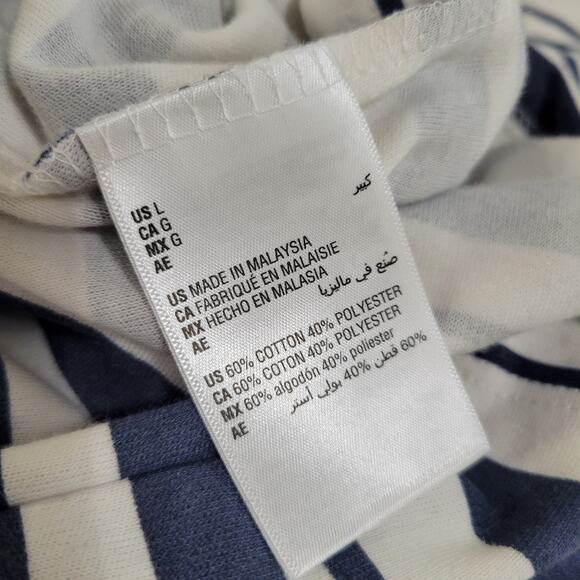 US L
CA G
MX G
AE كبير
US MADE IN MALAYSIA
CA FABRIQUÉ EN MALAISIE
MX HECHO EN MALASIA
AE صُنع في ماليزيا
US 60% COTTON 40% POLYESTER
CA 60% COTON 40% POLYESTER
MX 60% algodón 40% poliester
AE 60% قطن 40% بولي استر